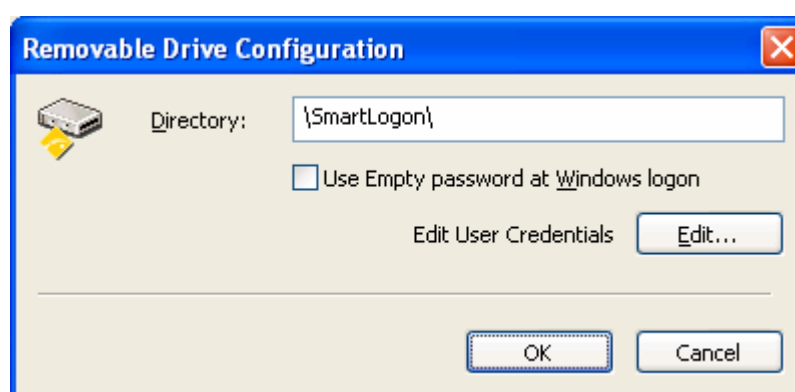 Removable Drive Configuration
Directory: \SmartLogon\
Use Empty password at Windows logon
Edit User Credentials Edit...
OK Cancel